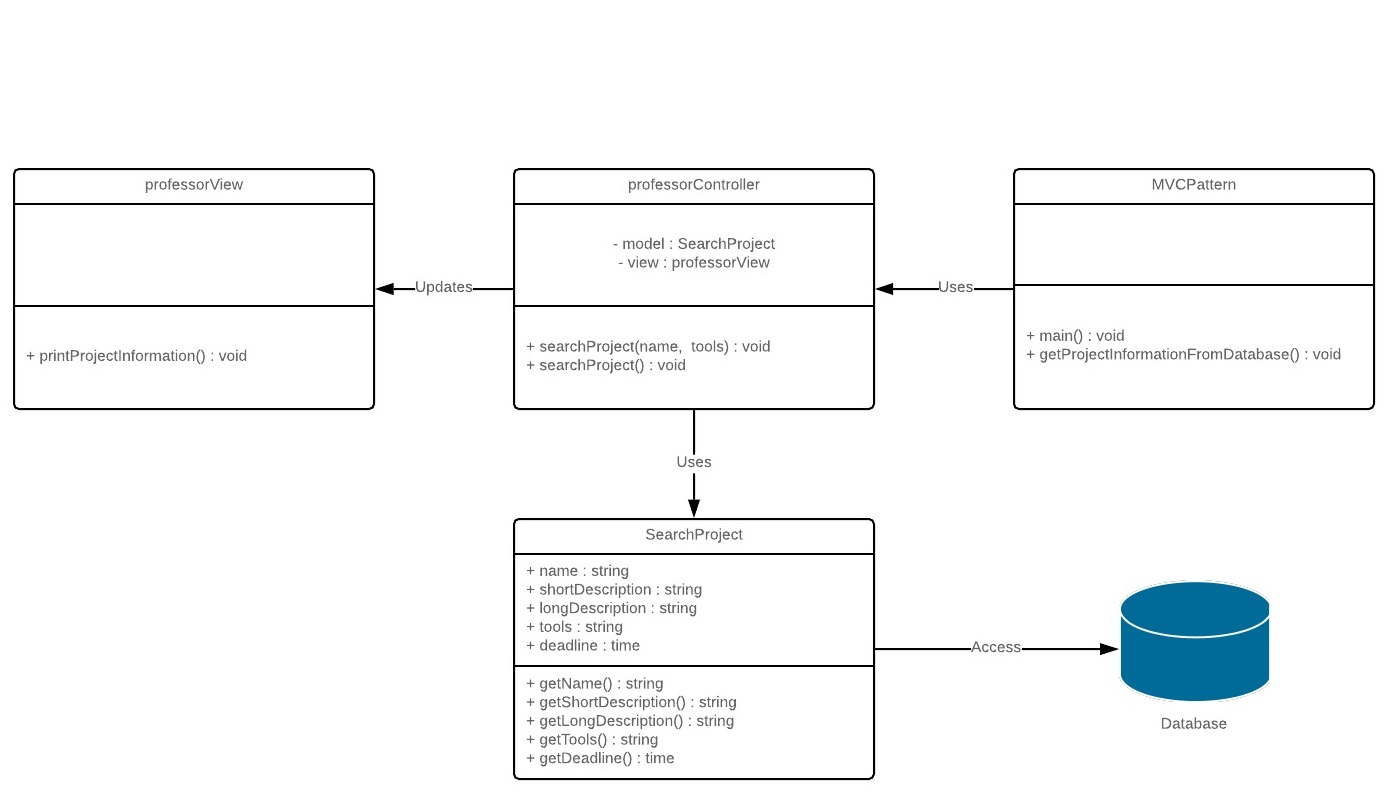 professorView
+ printProjectInformation() : void
Updates
professorController
- model : SearchProject
- view : professorView
+ searchProject(name,  tools) : void
+ searchProject() : void
Uses
MVCPattern
+ main() : void
+ getProjectInformationFromDatabase() : void
Uses
SearchProject
+ name : string
+ shortDescription : string
+ longDescription : string
+ tools : string
+ deadline : time
+ getName() : string
+ getShortDescription() : string
+ getLongDescription() : string
+ getTools() : string
+ getDeadline() : time
Access
Database